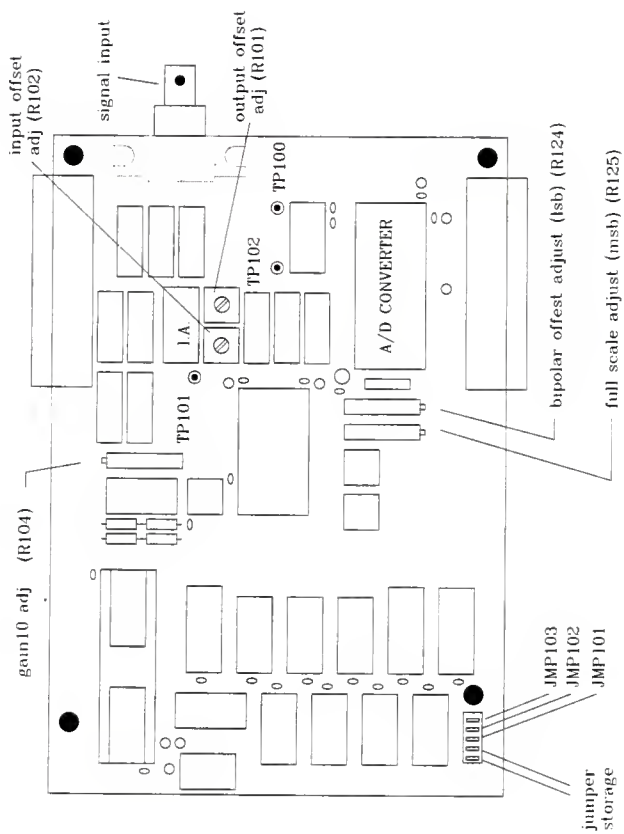 input offset
adj (R102)
signal input
output offset
adj (R101)
TP100
TP102
I.A.
A/D CONVERTER
TP101
gain10 adj (R104)
bipolar offest adjust (lsb) (R124)
full scale adjust (msb) (R125)
JMP103
JMP102
JMP101
jumper
storage